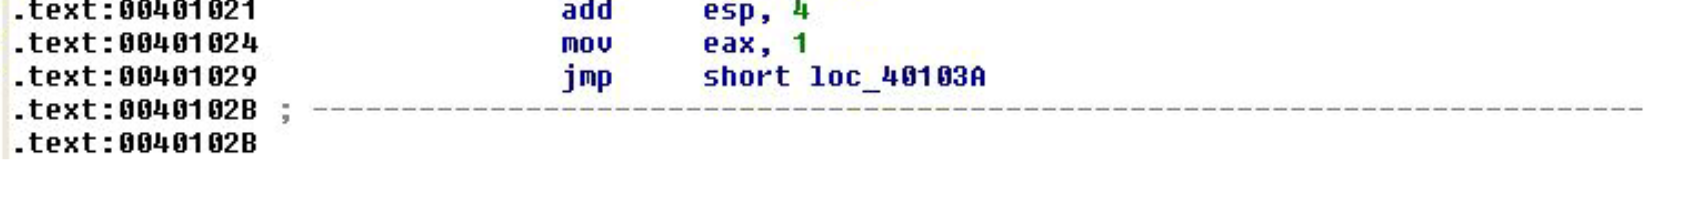 .text:00401021                 add     esp, 4
.text:00401024                 mov     eax, 1
.text:00401029                 jmp     short loc_40103A
.text:0040102B ; ---------------------------------------------------------------------------
.text:0040102B